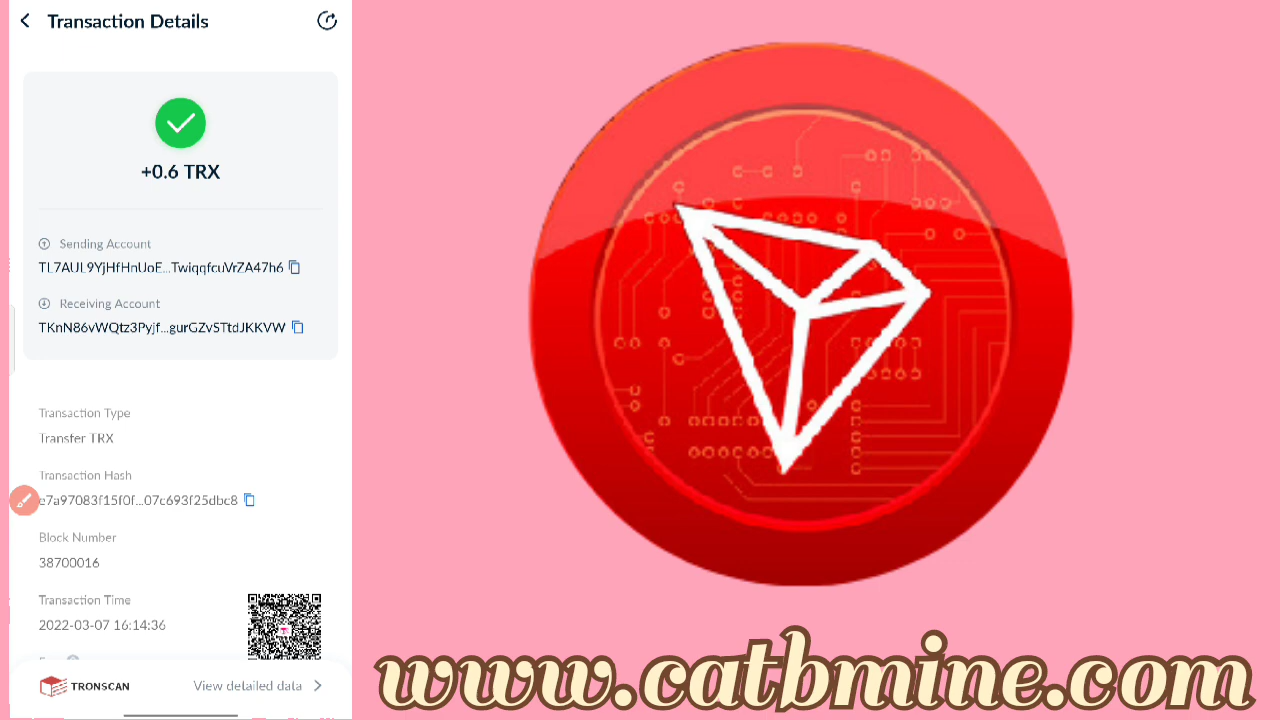 Transaction Details
+0.6 TRX
Sending Account
TL7AUL9YjHfHnUoE...TwiqqfcuVrZA47h6
Receiving Account
TKnN86vWQtz3Pyjf...gurGZvSTtdJKKVW
Transaction Type
Transfer TRX
Transaction Hash
e7a97083f15f0f...07c693f25dbc8
Block Number
38700016
Transaction Time
2022-03-07 16:14:36
TRONSCAN
View detailed data
www.catbmine.com